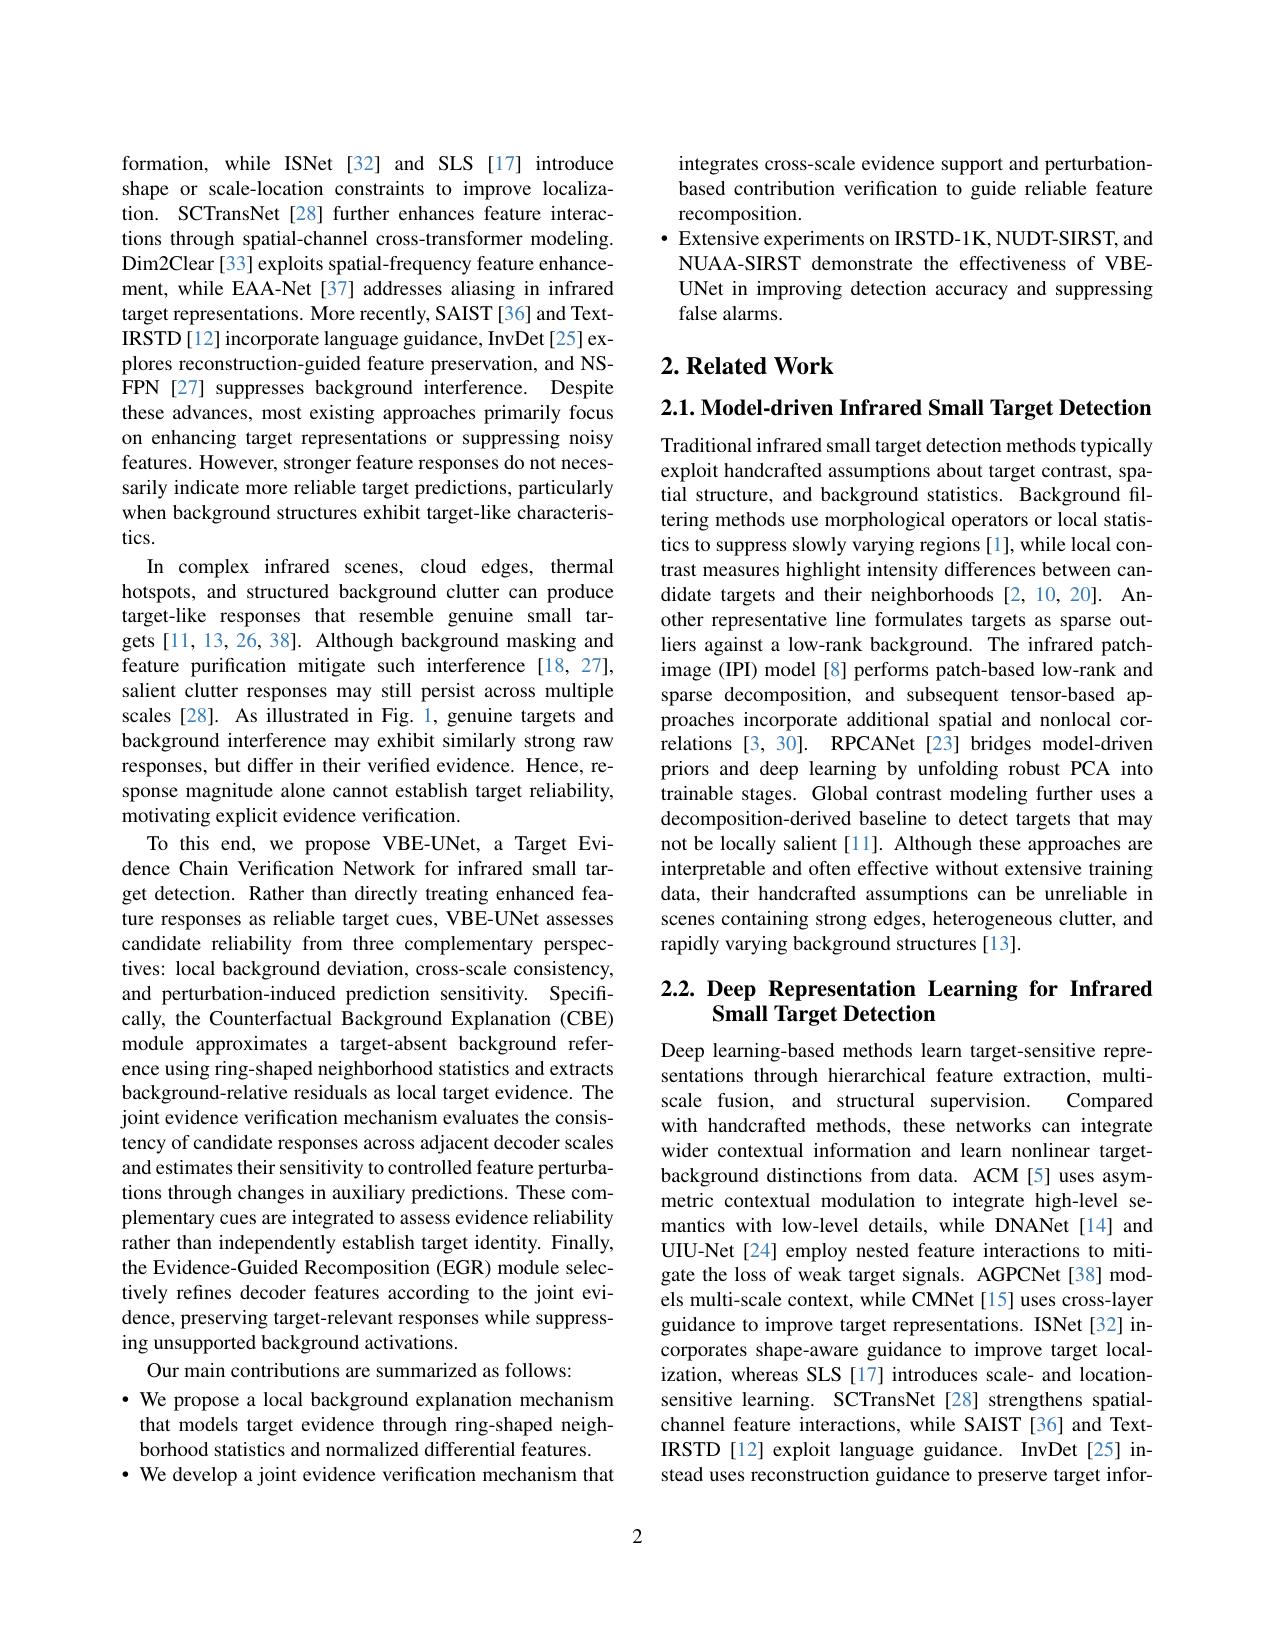 formation, while ISNet [32] and SLS [17] introduce
shape or scale-location constraints to improve localiza-
tion. SCTransNet [28] further enhances feature interac-
tions through spatial-channel cross-transformer modeling.
Dim2Clear [33] exploits spatial-frequency feature enhance-
ment, while EAA-Net [37] addresses aliasing in infrared
target representations. More recently, SAIST [36] and Text-
IRSTD [12] incorporate language guidance, InvDet [25] ex-
plores reconstruction-guided feature preservation, and NS-
FPN [27] suppresses background interference. Despite
these advances, most existing approaches primarily focus
on enhancing target representations or suppressing noisy
features. However, stronger feature responses do not neces-
sarily indicate more reliable target predictions, particularly
when background structures exhibit target-like characteris-
tics.
In complex infrared scenes, cloud edges, thermal
hotspots, and structured background clutter can produce
target-like responses that resemble genuine small tar-
gets [11, 13, 26, 38]. Although background masking and
feature purification mitigate such interference [18, 27],
salient clutter responses may still persist across multiple
scales [28]. As illustrated in Fig. 1, genuine targets and
background interference may exhibit similarly strong raw
responses, but differ in their verified evidence. Hence, re-
sponse magnitude alone cannot establish target reliability,
motivating explicit evidence verification.
To this end, we propose VBE-UNet, a Target Evi-
dence Chain Verification Network for infrared small tar-
get detection. Rather than directly treating enhanced fea-
ture responses as reliable target cues, VBE-UNet assesses
candidate reliability from three complementary perspec-
tives: local background deviation, cross-scale consistency,
and perturbation-induced prediction sensitivity. Specifi-
cally, the Counterfactual Background Explanation (CBE)
module approximates a target-absent background refer-
ence using ring-shaped neighborhood statistics and extracts
background-relative residuals as local target evidence. The
joint evidence verification mechanism evaluates the consis-
tency of candidate responses across adjacent decoder scales
and estimates their sensitivity to controlled feature perturba-
tions through changes in auxiliary predictions. These com-
plementary cues are integrated to assess evidence reliability
rather than independently establish target identity. Finally,
the Evidence-Guided Recomposition (EGR) module selec-
tively refines decoder features according to the joint evi-
dence, preserving target-relevant responses while suppress-
ing unsupported background activations.
Our main contributions are summarized as follows:
• We propose a local background explanation mechanism
that models target evidence through ring-shaped neigh-
borhood statistics and normalized differential features.
• We develop a joint evidence verification mechanism that
integrates cross-scale evidence support and perturbation-
based contribution verification to guide reliable feature
recomposition.
• Extensive experiments on IRSTD-1K, NUDT-SIRST, and
NUAA-SIRST demonstrate the effectiveness of VBE-
UNet in improving detection accuracy and suppressing
false alarms.
2. Related Work
2.1. Model-driven Infrared Small Target Detection
Traditional infrared small target detection methods typically
exploit handcrafted assumptions about target contrast, spa-
tial structure, and background statistics. Background fil-
tering methods use morphological operators or local statis-
tics to suppress slowly varying regions [1], while local con-
trast measures highlight intensity differences between can-
didate targets and their neighborhoods [2, 10, 20]. An-
other representative line formulates targets as sparse out-
liers against a low-rank background. The infrared patch-
image (IPI) model [8] performs patch-based low-rank and
sparse decomposition, and subsequent tensor-based ap-
proaches incorporate additional spatial and nonlocal cor-
relations [3, 30]. RPCANet [23] bridges model-driven
priors and deep learning by unfolding robust PCA into
trainable stages. Global contrast modeling further uses a
decomposition-derived baseline to detect targets that may
not be locally salient [11]. Although these approaches are
interpretable and often effective without extensive training
data, their handcrafted assumptions can be unreliable in
scenes containing strong edges, heterogeneous clutter, and
rapidly varying background structures [13].
2.2. Deep Representation Learning for Infrared
Small Target Detection
Deep learning-based methods learn target-sensitive repre-
sentations through hierarchical feature extraction, multi-
scale fusion, and structural supervision. Compared
with handcrafted methods, these networks can integrate
wider contextual information and learn nonlinear target-
background distinctions from data. ACM [5] uses asym-
metric contextual modulation to integrate high-level se-
mantics with low-level details, while DNANet [14] and
UIU-Net [24] employ nested feature interactions to miti-
gate the loss of weak target signals. AGPCNet [38] mod-
els multi-scale context, while CMNet [15] uses cross-layer
guidance to improve target representations. ISNet [32] in-
corporates shape-aware guidance to improve target local-
ization, whereas SLS [17] introduces scale- and location-
sensitive learning. SCTransNet [28] strengthens spatial-
channel feature interactions, while SAIST [36] and Text-
IRSTD [12] exploit language guidance. InvDet [25] in-
stead uses reconstruction guidance to preserve target infor-
2